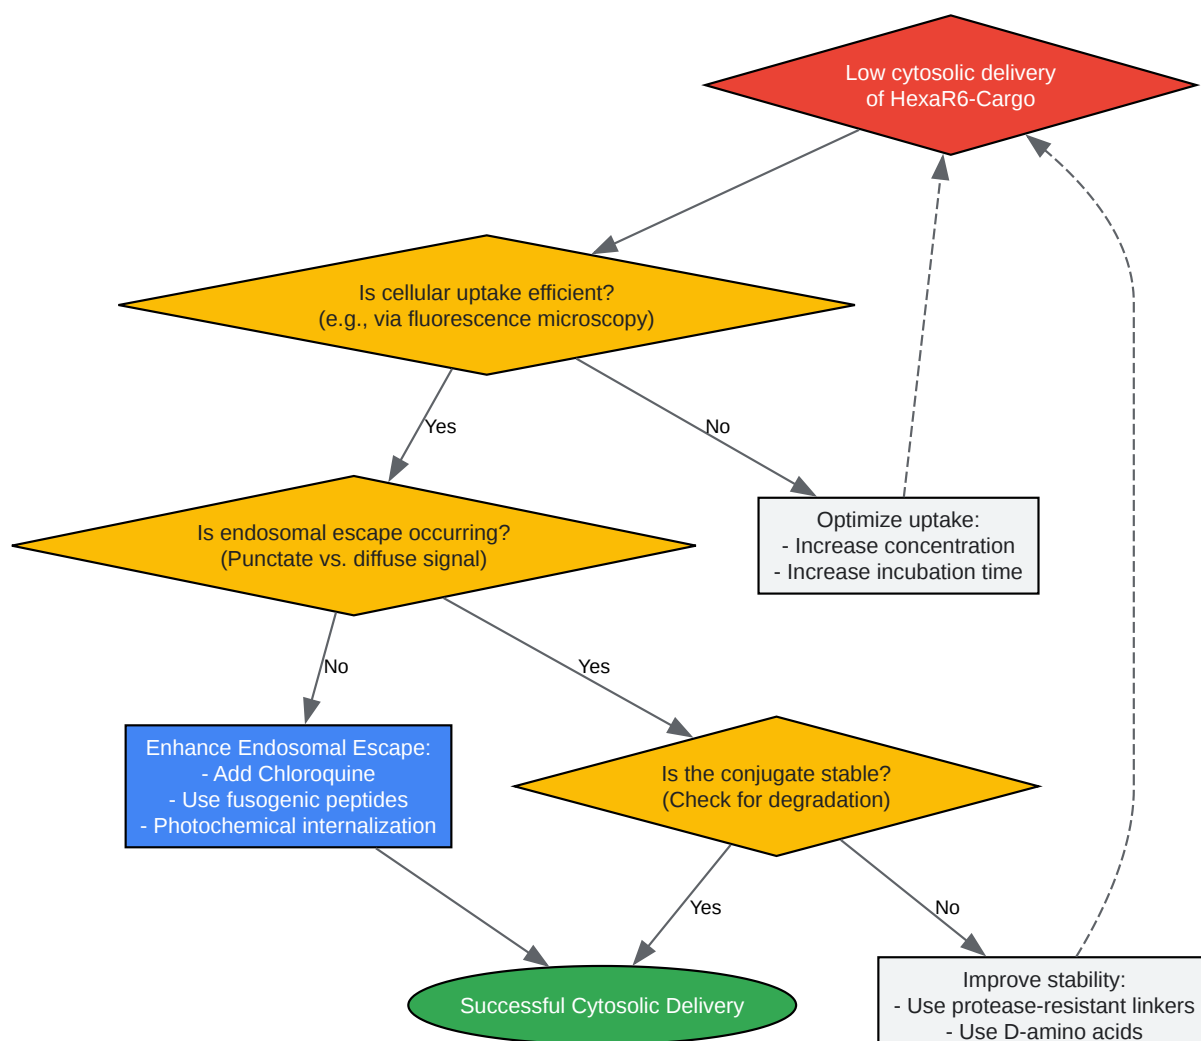 Low cytosolic delivery
of HexaR6-Cargo
Is cellular uptake efficient?
(e.g., via fluorescence microscopy)
Yes
No
Is endosomal escape occurring?
(Punctate vs. diffuse signal)
Optimize uptake:
- Increase concentration
- Increase incubation time
No
Yes
Enhance Endosomal Escape:
- Add Chloroquine
- Use fusogenic peptides
- Photochemical internalization
Is the conjugate stable?
(Check for degradation)
Yes
No
Successful Cytosolic Delivery
Improve stability:
- Use protease-resistant linkers
- Use D-amino acids